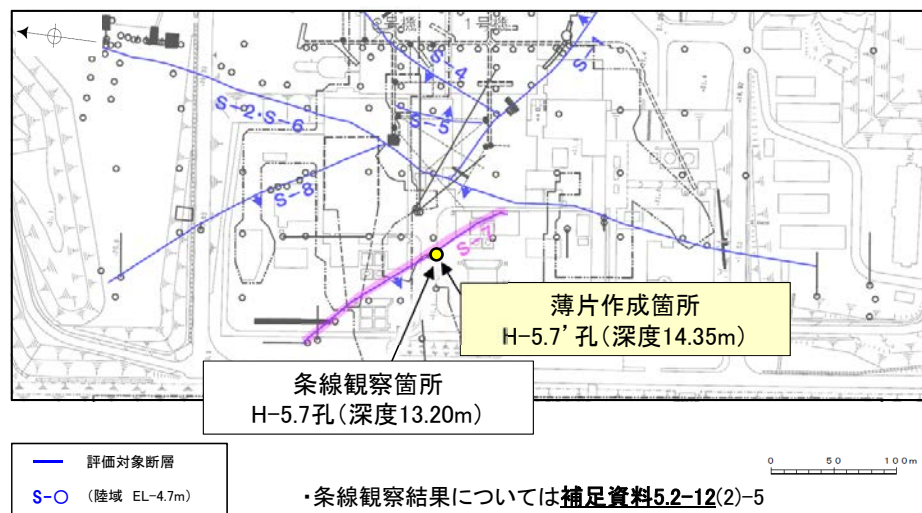 S-4
S-1
S-2・S-6
S-5
S-8
S-7
薄片作成箇所
H-5.7’孔(深度14.35m)
条線観察箇所
H-5.7孔(深度13.20m)
評価対象断層
S-○ (陸域 EL-4.7m)
0 50 100m
・条線観察結果については補足資料5.2-12(2)-5